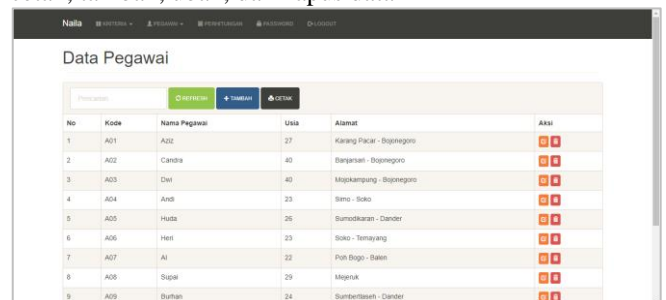 Naila KRITERIA PEGAWAI PERHITUNGAN PASSWORD LOGOUT
Data Pegawai
Pencarian REFRESH TAMBAH CETAK
No Kode Nama Pegawai Usia Alamat Aksi
1 A01 Aziz 27 Karang Pacar - Bojonegoro
2 A02 Candra 40 Banjarsari - Bojonegoro
3 A03 Dwi 40 Mojokampung - Bojonegoro
4 A04 Andi 23 Simo - Soko
5 A05 Huda 26 Sumodikaran - Dander
6 A06 Heri 23 Soko - Temayang
7 A07 Al 22 Poh Bogo - Balen
8 A08 Supai 29 Mejeruk
9 A09 Burhan 24 Sumbertlaseh - Dander